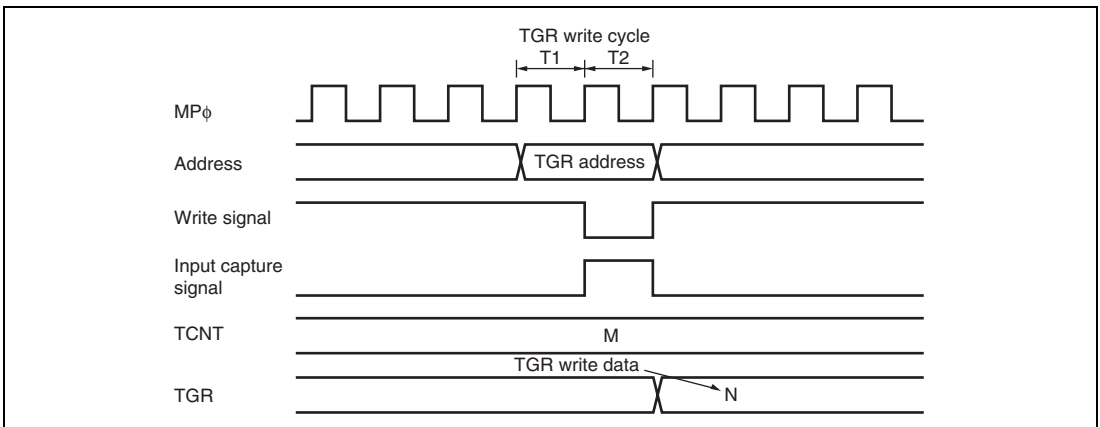 TGR write cycle
T1 T2
MPϕ
Address
TGR address
Write signal
Input capture
signal
TCNT
M
TGR write data
TGR
N